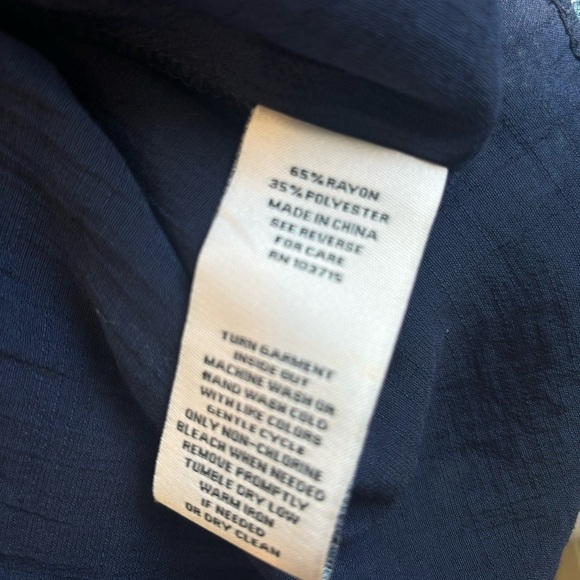 65% RAYON
35% POLYESTER
MADE IN CHINA
SEE REVERSE
FOR CARE
RN 103715
TURN GARMENT
INSIDE OUT
MACHINE WASH OR
HAND WASH COLD
WITH LIFE COLORS
GENTLE CYCLE
ONLY NON-CHLORINE
BLEACH WHEN NEEDED
REMOVE PROMPTLY
TUMBLE DRY LOW
WARM IRON
IF NEEDED
OR DRY CLEAN